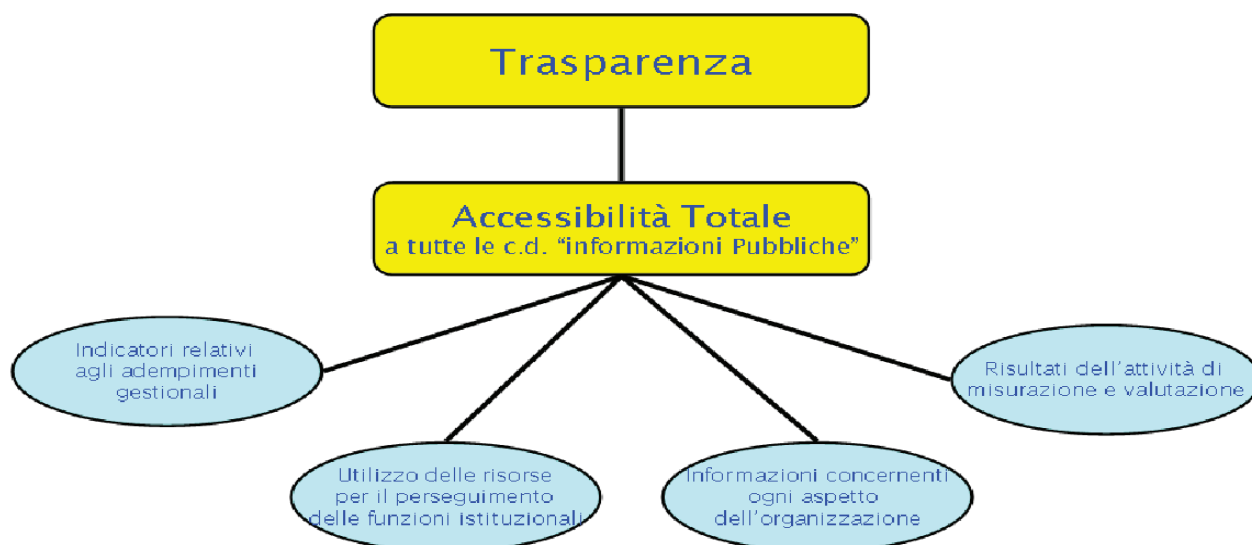 Trasparenza
Accessibilità Totale
a tutte le c.d. “informazioni Pubbliche”
Indicatori relativi
agli adempimenti
gestionali
Risultati dell’attività di
misurazione e valutazione
Utilizzo delle risorse
per il perseguimento
delle funzioni istituzionali
Informazioni concernenti
ogni aspetto
dell’organizzazione